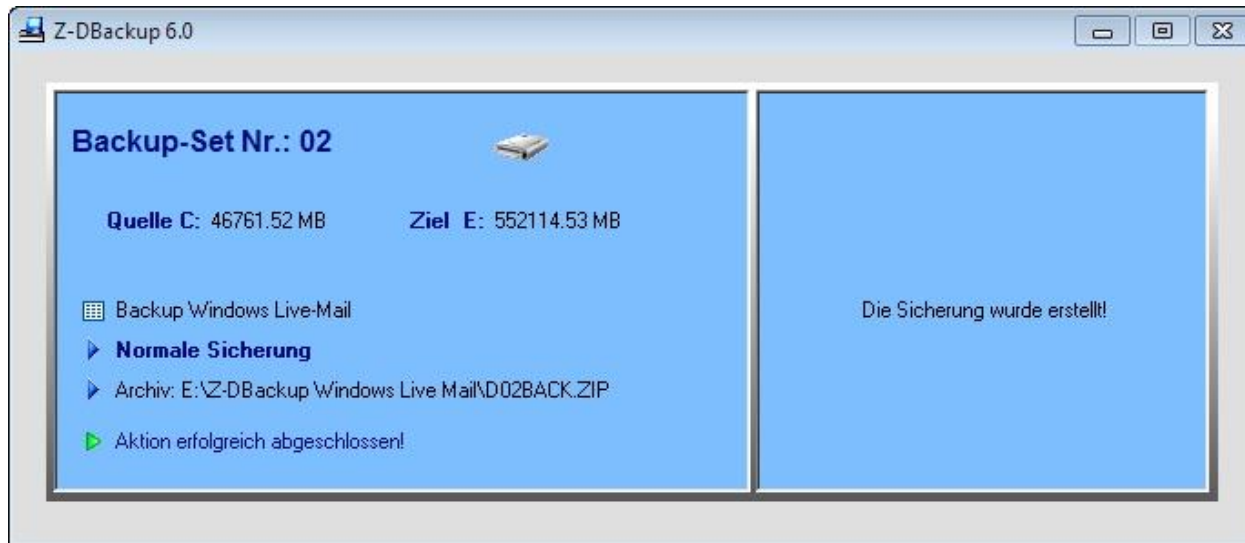 Z-DBackup 6.0
Backup-Set Nr.: 02
Quelle C: 46761.52 MB Ziel E: 552114.53 MB
Backup Windows Live-Mail
Normale Sicherung
Archiv: E:\Z-DBackup Windows Live Mail\D02BACK.ZIP
Aktion erfolgreich abgeschlossen!
Die Sicherung wurde erstellt!